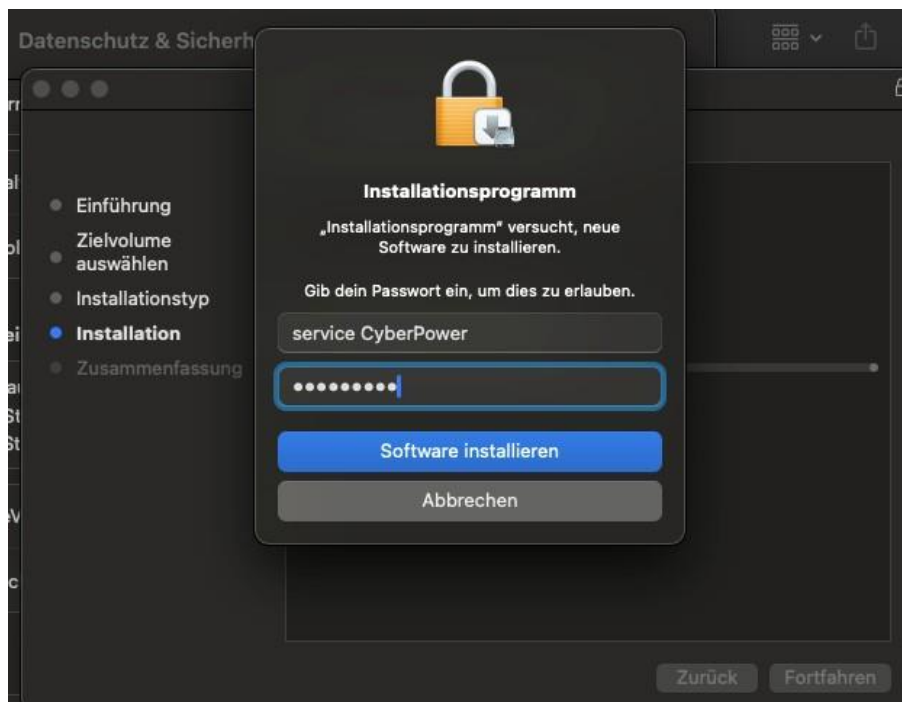 Datenschutz & Sicherh
Installationsprogramm
„Installationsprogramm“ versucht, neue
Software zu installieren.
Gib dein Passwort ein, um dies zu erlauben.
service CyberPower
•••••••••
Software installieren
Abbrechen
Einführung
Zielvolume
auswählen
Installationstyp
Installation
Zusammenfassung
Zurück
Fortfahren